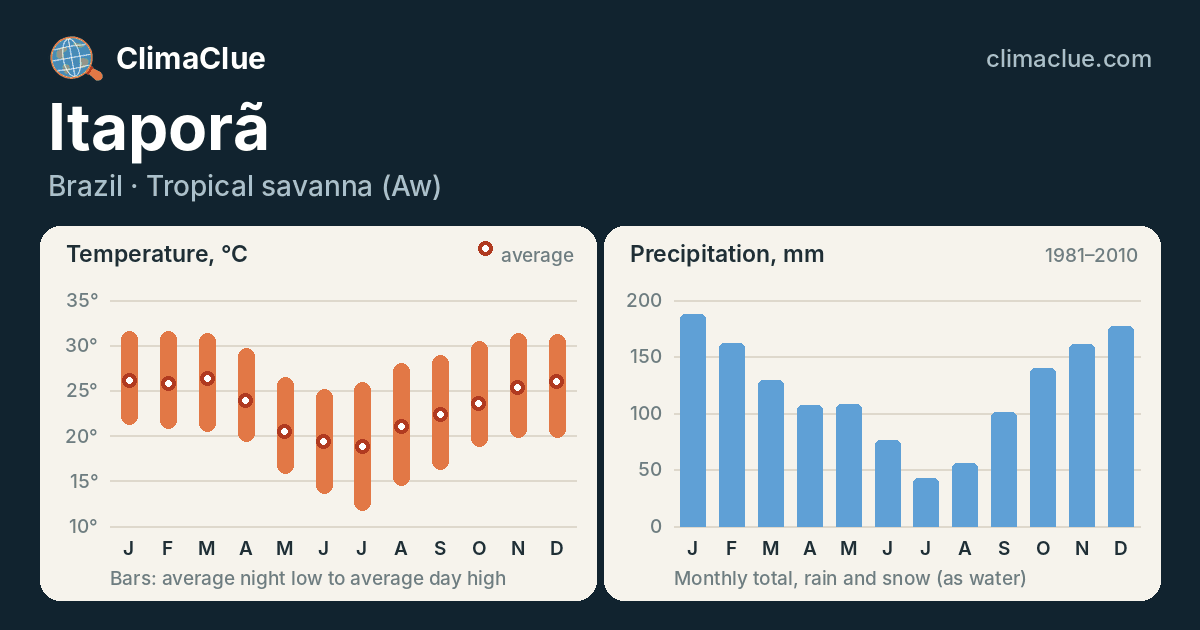 ClimaClue
climaclue.com
Itaporã
Brazil · Tropical savanna (Aw)
Temperature, °C
average
35°
30°
25°
20°
15°
10°
J F M A M J J A S O N D
Bars: average night low to average day high
Precipitation, mm
1981–2010
200
150
100
50
0
J F M A M J J A S O N D
Monthly total, rain and snow (as water)